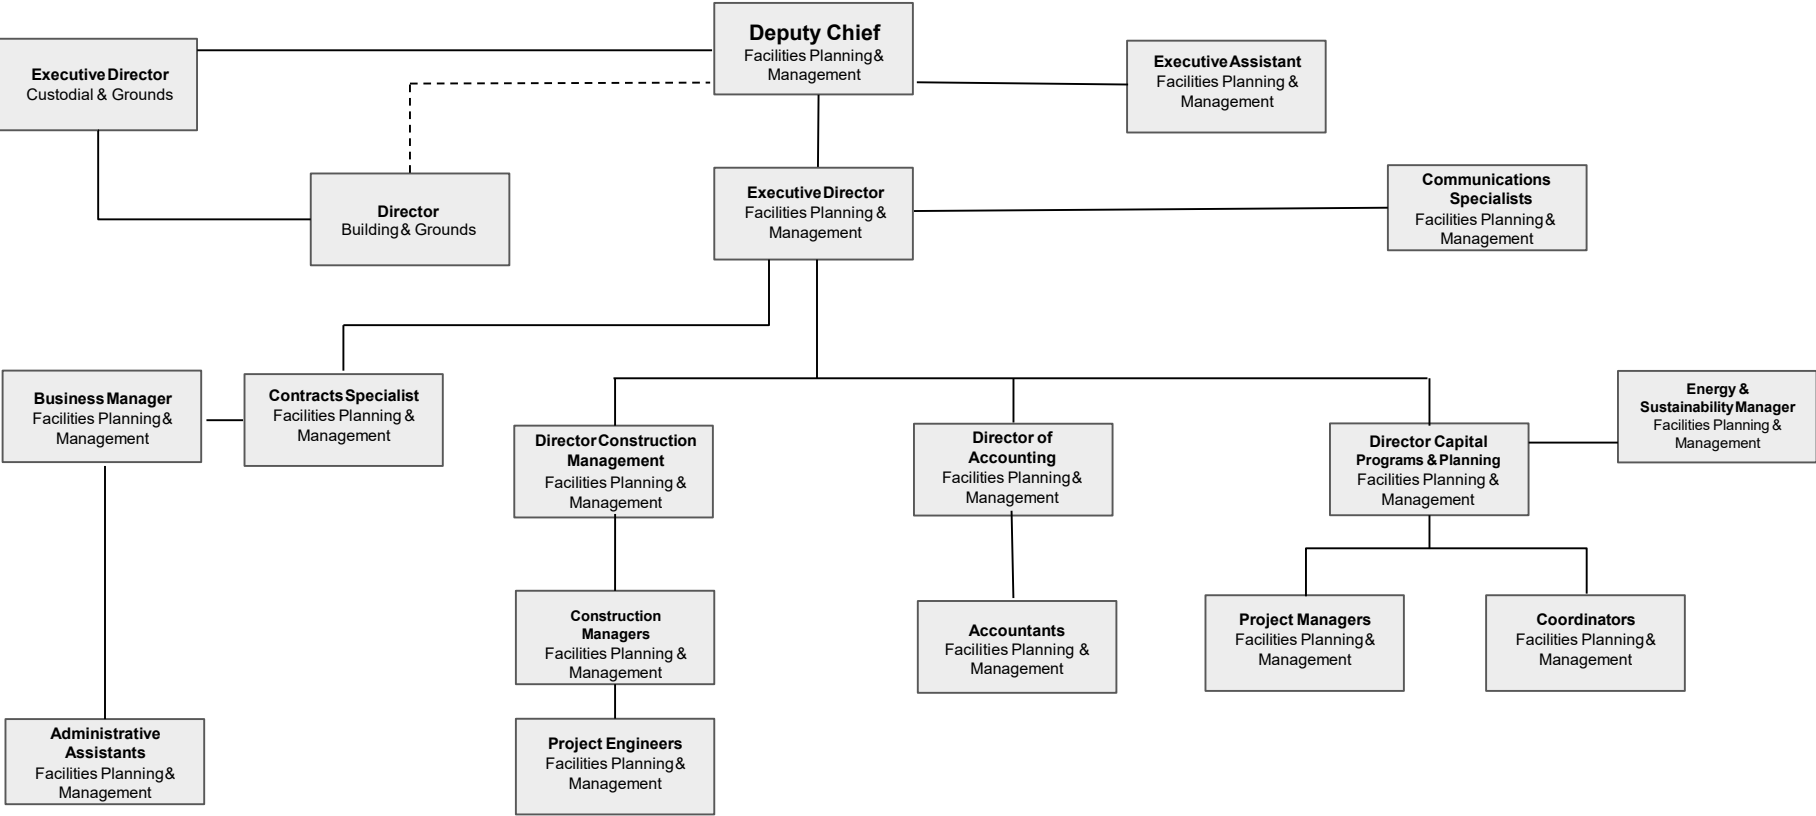 Deputy Chief
Facilities Planning &
Management
Executive Director
Custodial & Grounds
Executive Assistant
Facilities Planning &
Management
Director
Building & Grounds
Executive Director
Facilities Planning &
Management
Communications
Specialists
Facilities Planning &
Management
Business Manager
Facilities Planning &
Management
Contracts Specialist
Facilities Planning &
Management
Director Construction
Management
Facilities Planning &
Management
Director of
Accounting
Facilities Planning &
Management
Director Capital
Programs & Planning
Facilities Planning &
Management
Energy &
Sustainability Manager
Facilities Planning &
Management
Construction
Managers
Facilities Planning &
Management
Accountants
Facilities Planning &
Management
Project Managers
Facilities Planning &
Management
Coordinators
Facilities Planning &
Management
Administrative
Assistants
Facilities Planning &
Management
Project Engineers
Facilities Planning &
Management